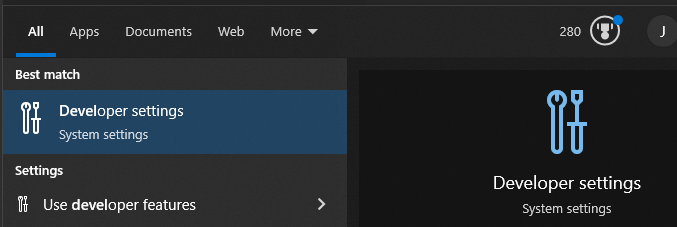 All Apps Documents Web More 280 J
Best match
Developer settings
System settings
Settings
Use developer features
Developer settings
System settings